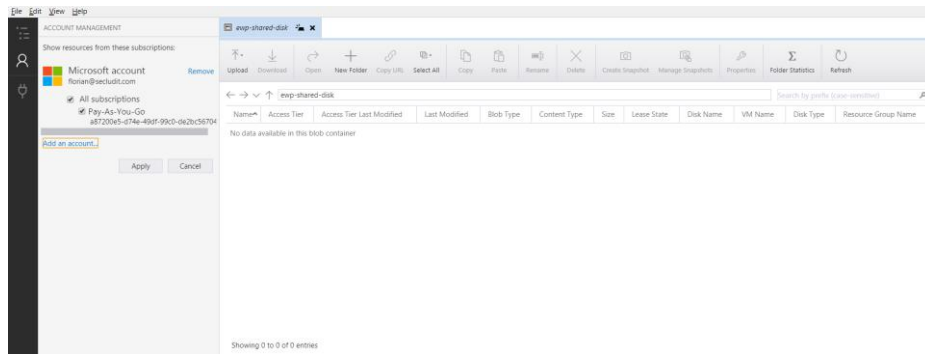 File Edit View Help
ACCOUNT MANAGEMENT
ewp-shared-disk
Show resources from these subscriptions:
Microsoft account
Remove
florian@secludit.com
All subscriptions
Pay-As-You-Go
a87200e5-d74e-49df-99c0-de2bc56704
Add an account...
Apply Cancel
Upload Download Open New Folder Copy URL Select All Copy Paste Rename Delete Create Snapshot Manage Snapshots Properties Folder Statistics Refresh
ewp-shared-disk
Search by prefix (case-sensitive)
Name Access Tier Access Tier Last Modified Last Modified Blob Type Content Type Size Lease State Disk Name VM Name Disk Type Resource Group Name
No data available in this blob container
Showing 0 to 0 of 0 entries